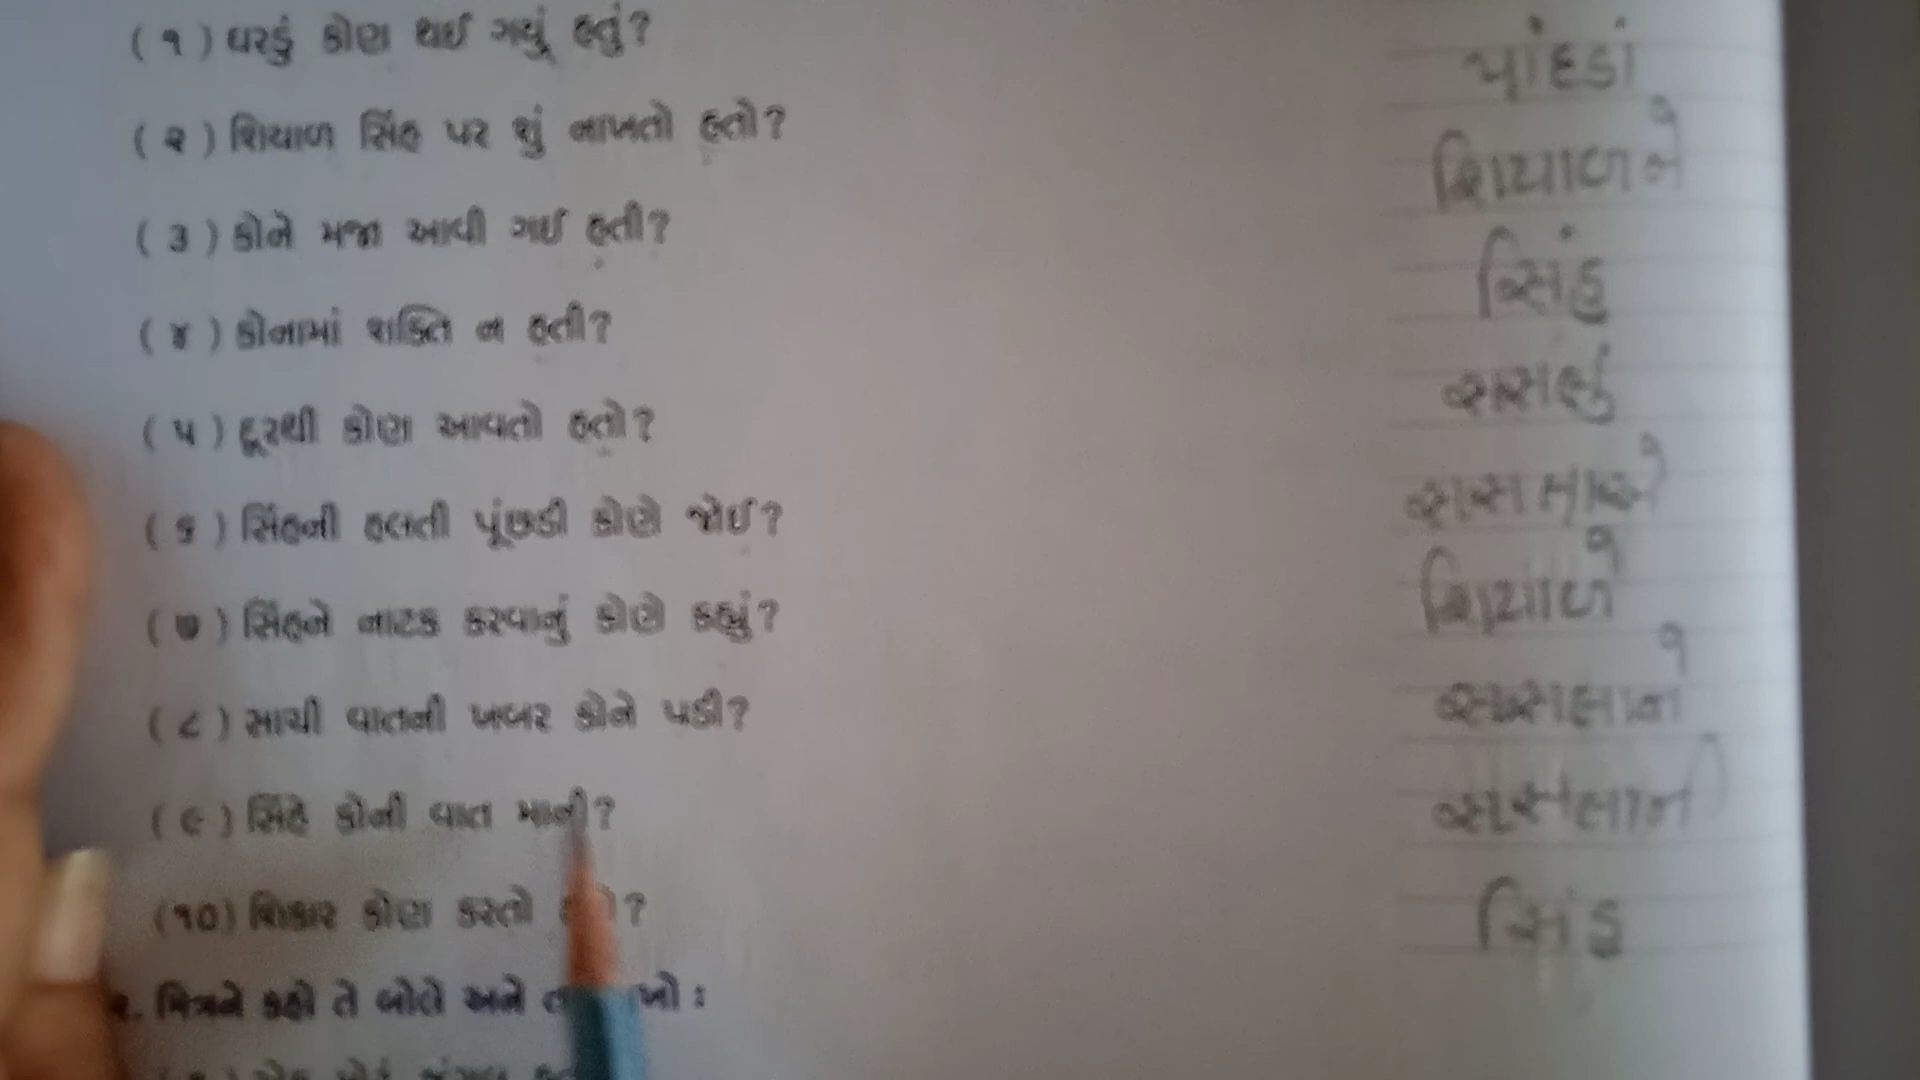 (૧) ઘરડું કોણ થઈ ગયું હતું?
પાંદડાં
(૨) શિયાળ સિંહ પર શું નાખતો હતો?
શિયાળને
(૩) કોને મજા આવી ગઈ હતી?
સિંહ
(૪) કોનામાં શક્તિ ન હતી?
સસલું
(૫) દૂરથી કોણ આવતો હતો?
(૬) સિંહની હલતી પૂંછડી કોણે જોઈ?
શિયાળે
(૭) સિંહને નાટક કરવાનું કોણે કહ્યું?
સસલાને
(૮) સાચી વાતની ખબર કોને પડી?
સસલાની
(૯) સિંહે કોની વાત માની?
સિંહ
(૧૦) શિકાર કોણ કરતો ?
૨. મિત્રને કહો તે બોલે અને :